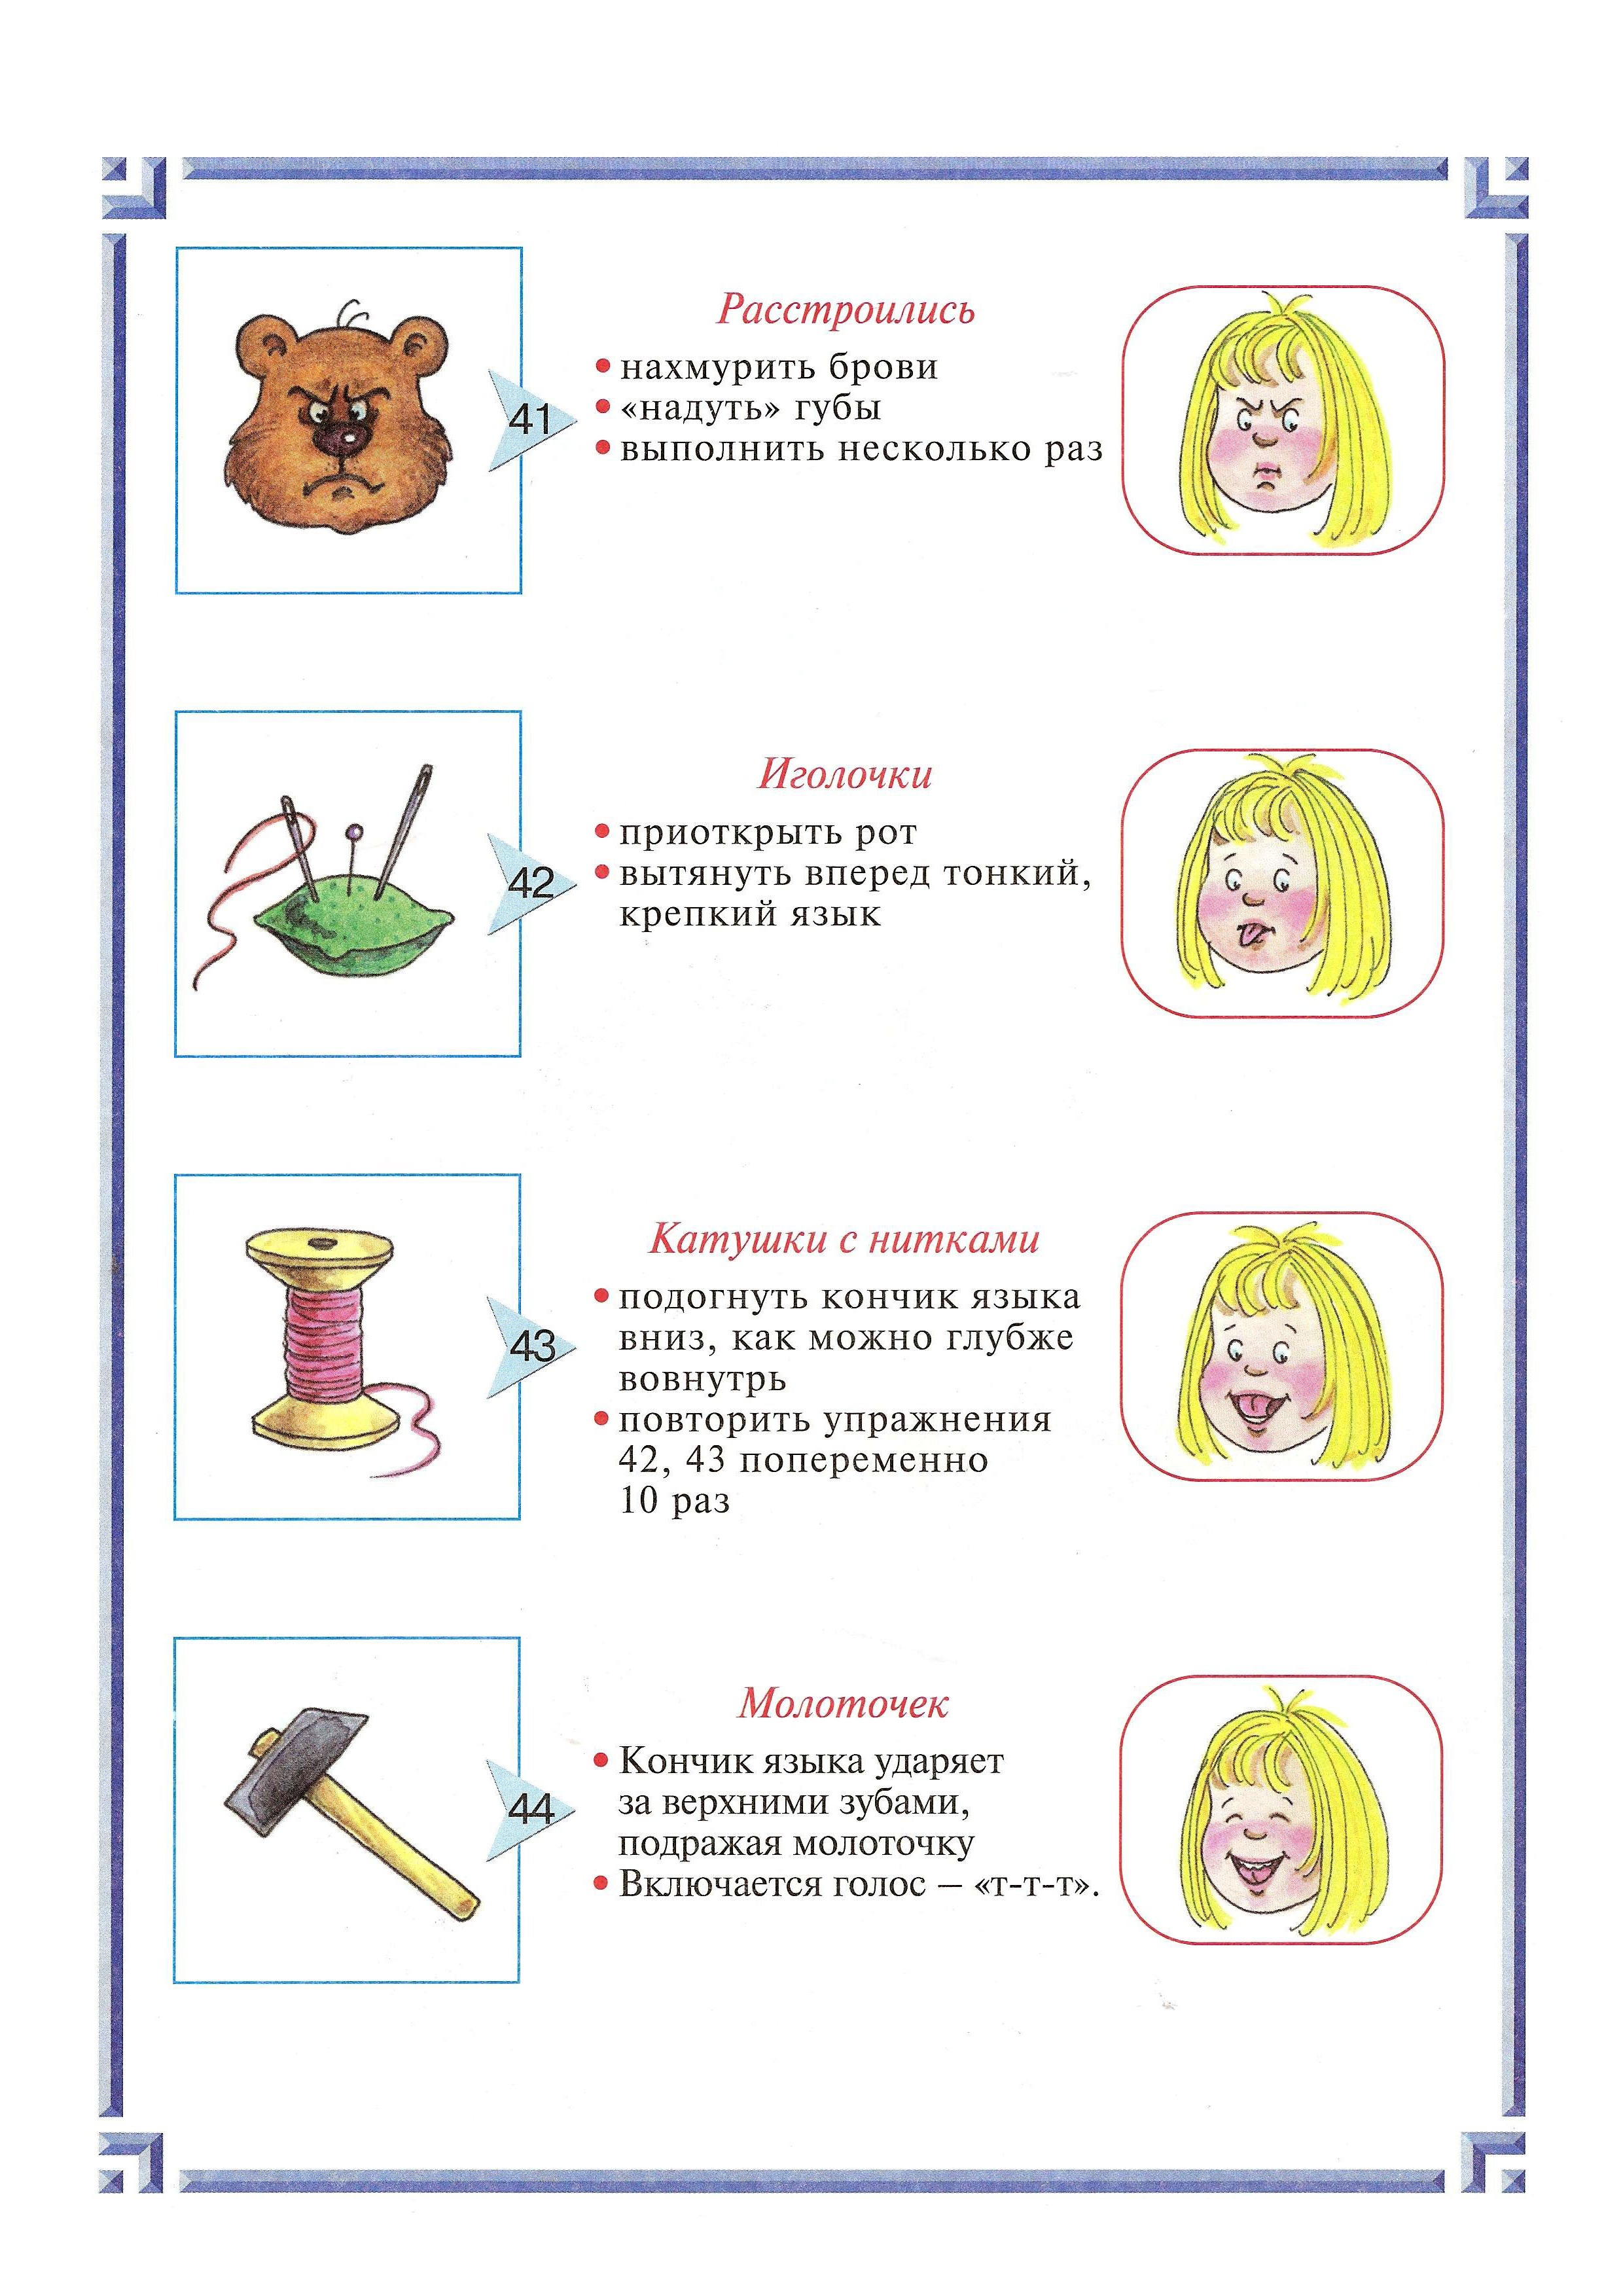 Расстроились
41
• нахмурить брови
• «надуть» губы
• выполнить несколько раз
Иголочки
42
• приоткрыть рот
• вытянуть вперед тонкий,
крепкий язык
Катушки с нитками
43
• подогнуть кончик языка
вниз, как можно глубже
вовнутрь
• повторить упражнения
42, 43 попеременно
10 раз
Молоточек
44
• Кончик языка ударяет
за верхними зубами,
подражая молоточку
• Включается голос – «т-т-т».